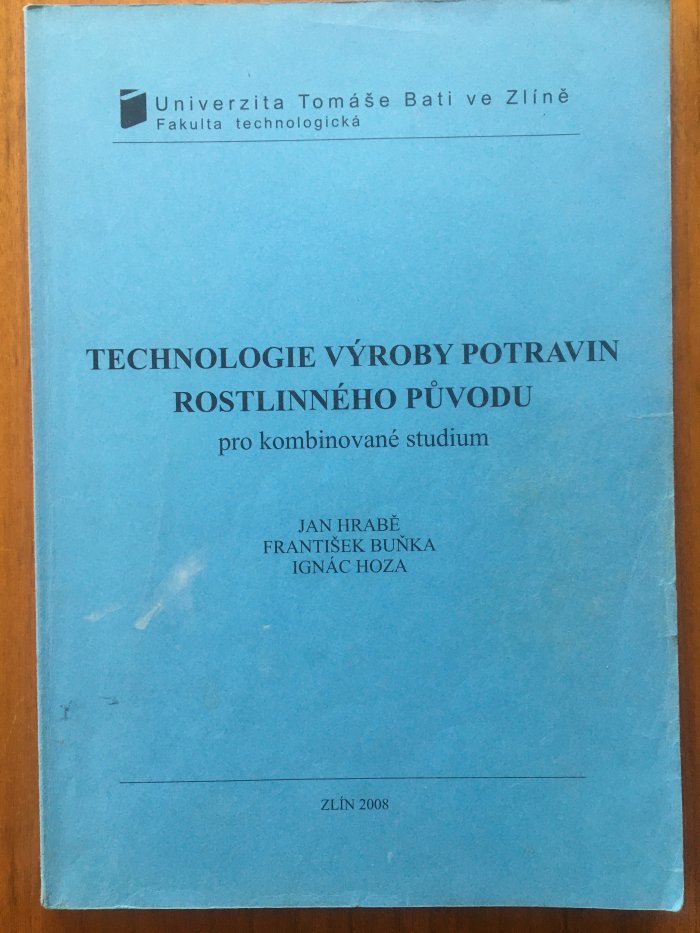 Univerzita Tomáše Bati ve Zlíně
Fakulta technologická
TECHNOLOGIE VÝROBY POTRAVIN
ROSTLINNÉHO PŮVODU
pro kombinované studium
JAN HRABĚ
FRANTIŠEK BUŇKA
IGNÁC HOZA
ZLÍN 2008